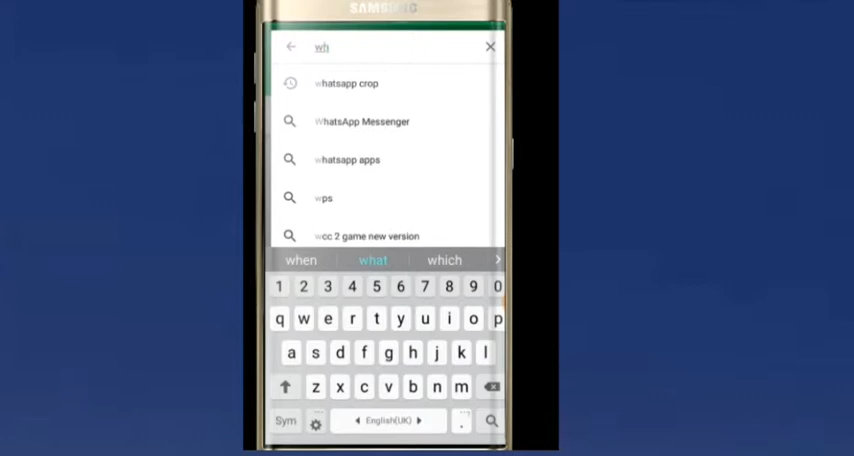 SAMSUNG
wh
whatsapp crop
WhatsApp Messenger
whatsapp apps
wps
wcc 2 game new version
when what which
1 2 3 4 5 6 7 8 9 0
q w e r t y u i o p
a s d f g h j k l
z x c v b n m
Sym English(UK) .